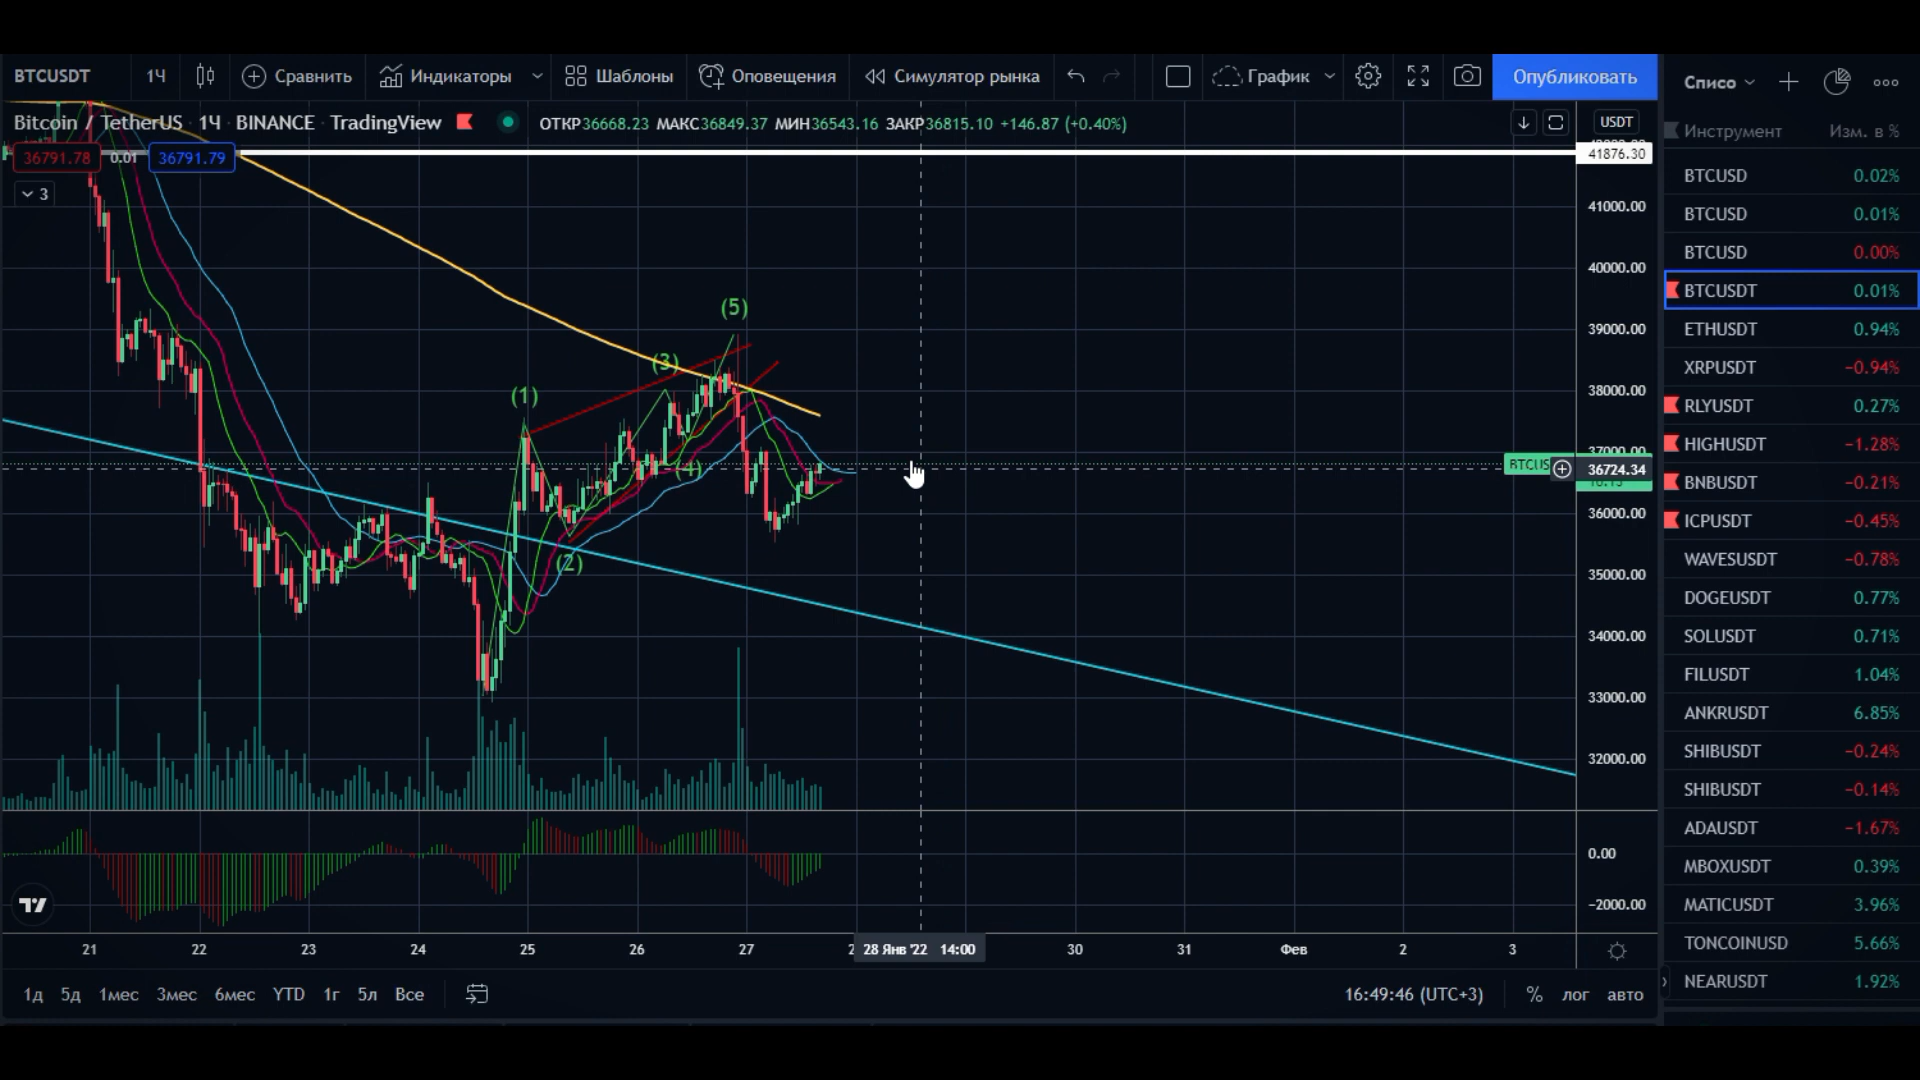 BTCUSDT 1Ч Сравнить Индикаторы Шаблоны Оповещения Симулятор рынка График Опубликовать
Bitcoin / TetherUS 1Ч BINANCE TradingView ОТКР36668.23 МАКС36849.37 МИН36543.16 ЗАКР36815.10 +146.87 (+0.40%)
36791.78 0.01 36791.79
3
USDT
41876.30
41000.00
40000.00
39000.00
38000.00
37000.00
36724.34
36000.00
35000.00
34000.00
33000.00
32000.00
0.00
−2000.00
(1)
(2)
(3)
(4)
(5)
BTCUS
21 22 23 24 25 26 27 2 28 Янв '22 14:00 30 31 Фев 2 3
1д 5д 1мес 3мес 6мес YTD 1г 5л Все
16:49:46 (UTC+3) % лог авто
Списо
Инструмент Изм. в %
BTCUSD 0.02%
BTCUSD 0.01%
BTCUSD 0.00%
BTCUSDT 0.01%
ETHUSDT 0.94%
XRPUSDT −0.94%
RLYUSDT 0.27%
HIGHUSDT −1.28%
BNBUSDT −0.21%
ICPUSDT −0.45%
WAVESUSDT −0.78%
DOGEUSDT 0.77%
SOLUSDT 0.71%
FILUSDT 1.04%
ANKRUSDT 6.85%
SHIBUSDT −0.24%
SHIBUSDT −0.14%
ADAUSDT −1.67%
MBOXUSDT 0.39%
MATICUSDT 3.96%
TONCOINUSD 5.66%
NEARUSDT 1.92%